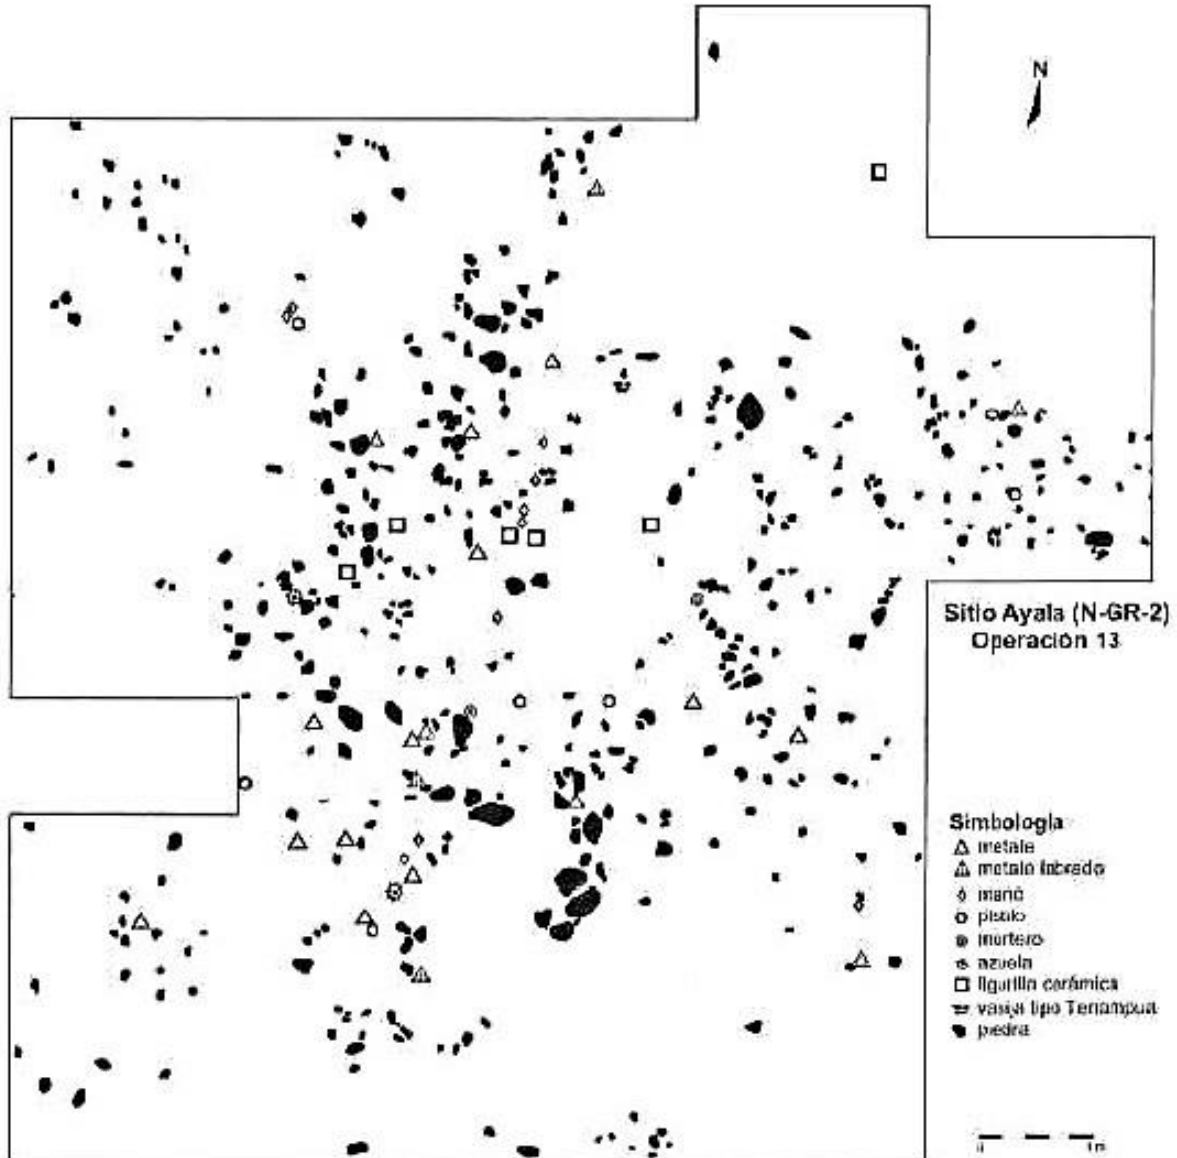 N
Sitio Ayala (N-GR-2)
Operación 13
Simbología
metate
metate labrado
mano
pistilo
mortero
azuela
figurilla cerámica
vasija tipo Tenampua
piedra
0 1m